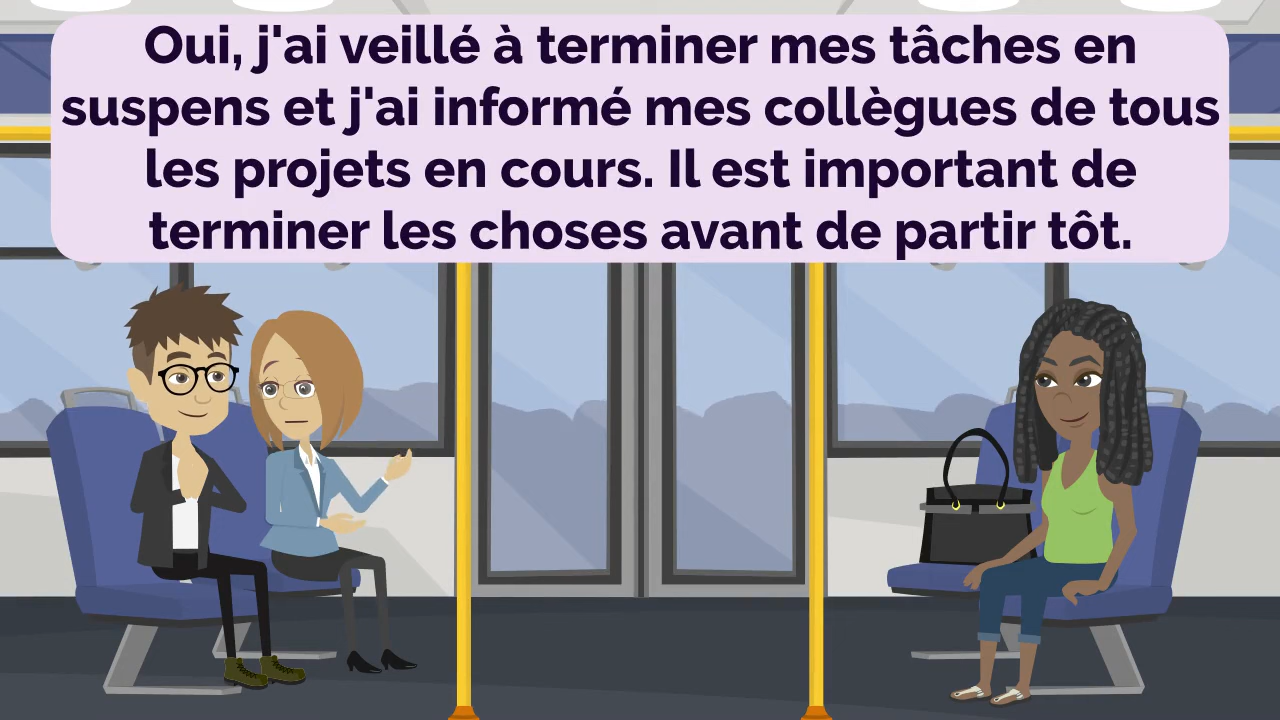 Oui, j'ai veillé à terminer mes tâches en
suspens et j'ai informé mes collègues de tous
les projets en cours. Il est important de
terminer les choses avant de partir tôt.